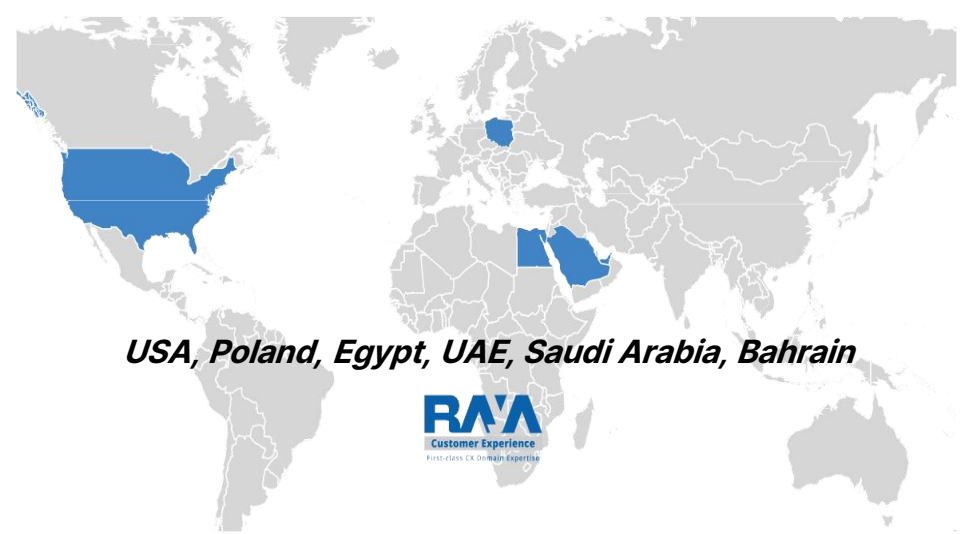 USA, Poland, Egypt, UAE, Saudi Arabia, Bahrain
RAYA
Customer Experience
First-class CX Domain Expertise